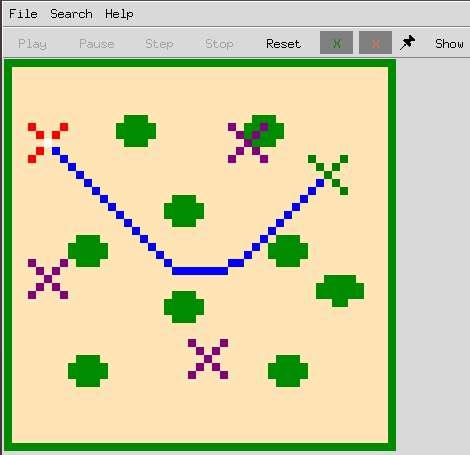 File Search Help
Play Pause Step Stop Reset X X Show